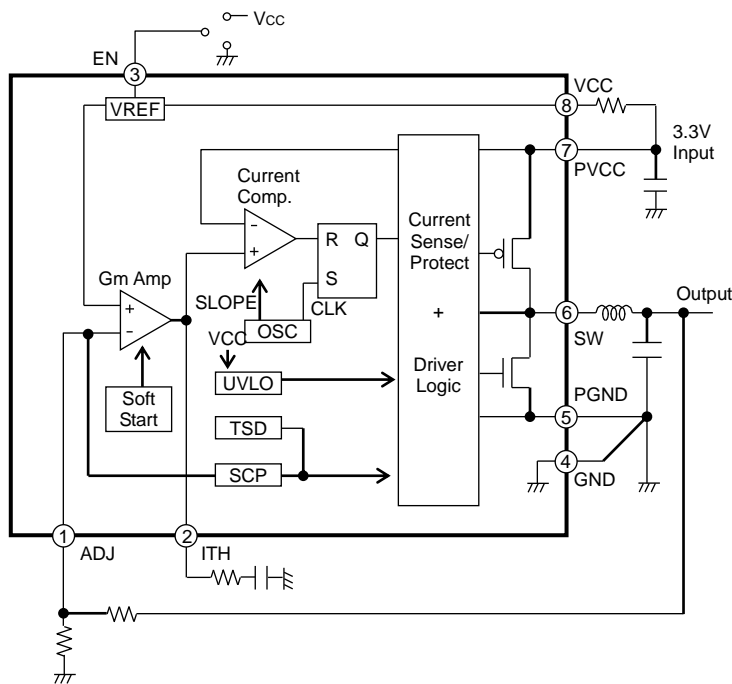 VCC
EN
3
VREF
VCC
8
3.3V
Input
7
PVCC
Current
Comp.
-
+
R Q
S
Current
Sense/
Protect
+
Driver
Logic
Gm Amp
+
-
SLOPE
OSC
CLK
VCC
UVLO
Soft
Start
TSD
SCP
6
SW
Output
PGND
5
4
GND
1
ADJ
2
ITH